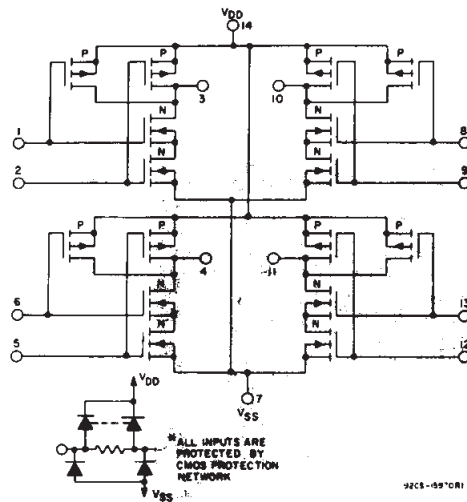 VDD
14
P P P P
3 10
N N
1 8
N N
2 9
P P P P
4 11
N N
6 13
N N
5 12
7
VSS
VDD
* ALL INPUTS ARE
PROTECTED BY
CMOS PROTECTION
NETWORK
VSS